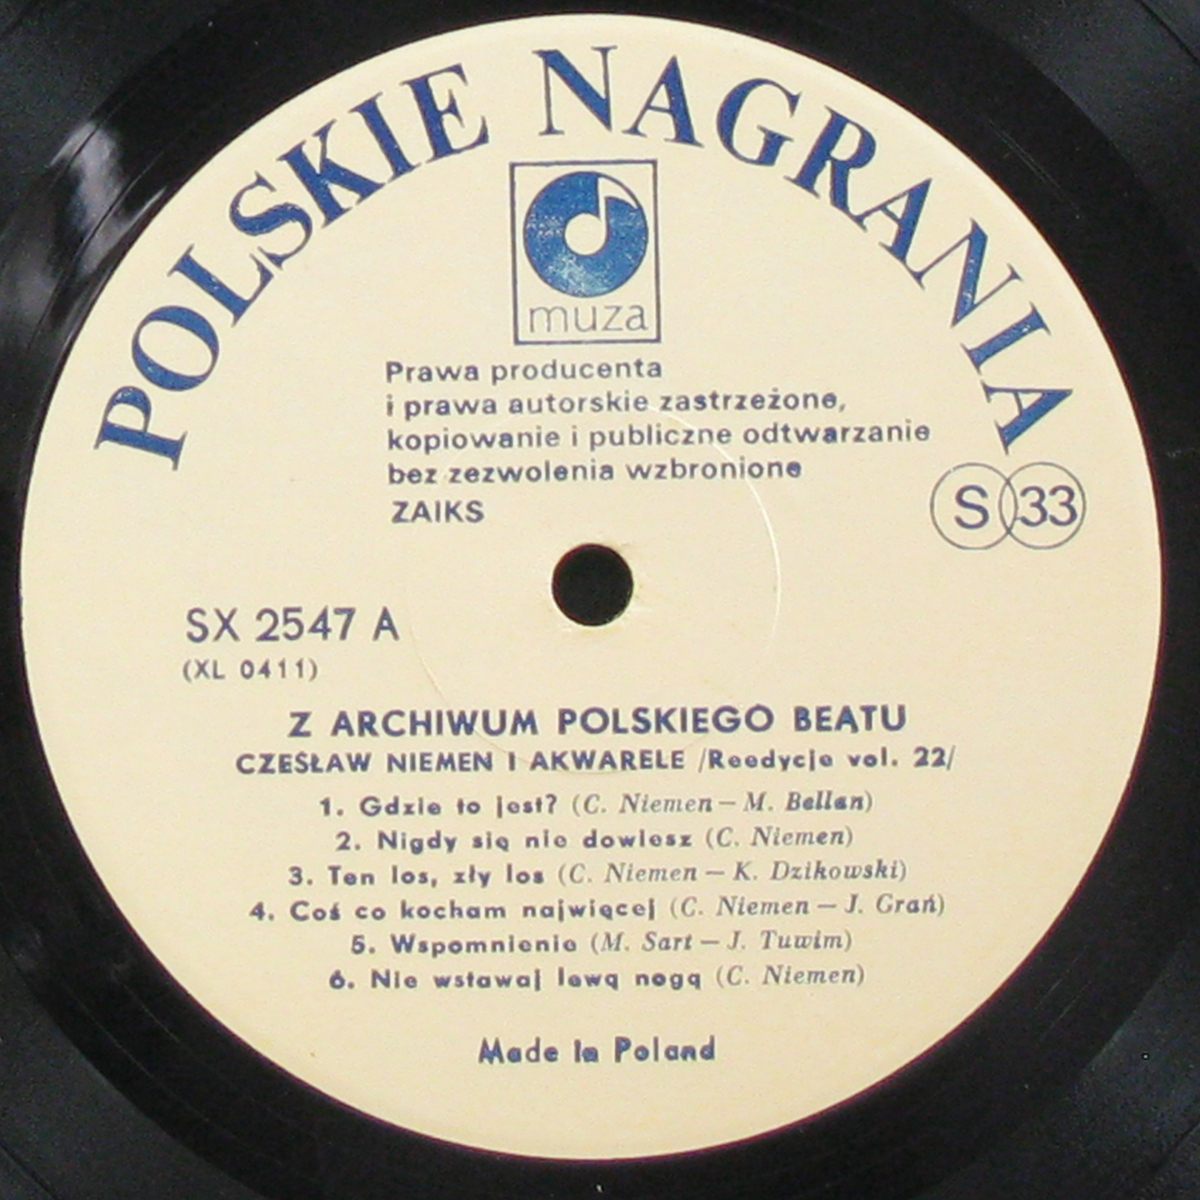 POLSKIE NAGRANIA
muza
Prawa producenta
i prawa autorskie zastrzeżone,
kopiowanie i publiczne odtwarzanie
bez zezwolenia wzbronione
ZAIKS
S 33
SX 2547 A
(XL 0411)
Z ARCHIWUM POLSKIEGO BEATU
CZESŁAW NIEMEN I AKWARELE /Reedycje vol. 22/
1. Gdzie to jest? (C. Niemen — M. Bellan)
2. Nigdy się nie dowiesz (C. Niemen)
3. Ten los, zły los (C. Niemen — K. Dzikowski)
4. Coś co kocham najwięcej (C. Niemen — J. Grań)
5. Wspomnienie (M. Sart — J. Tuwim)
6. Nie wstawaj lewą nogą (C. Niemen)
Made in Poland